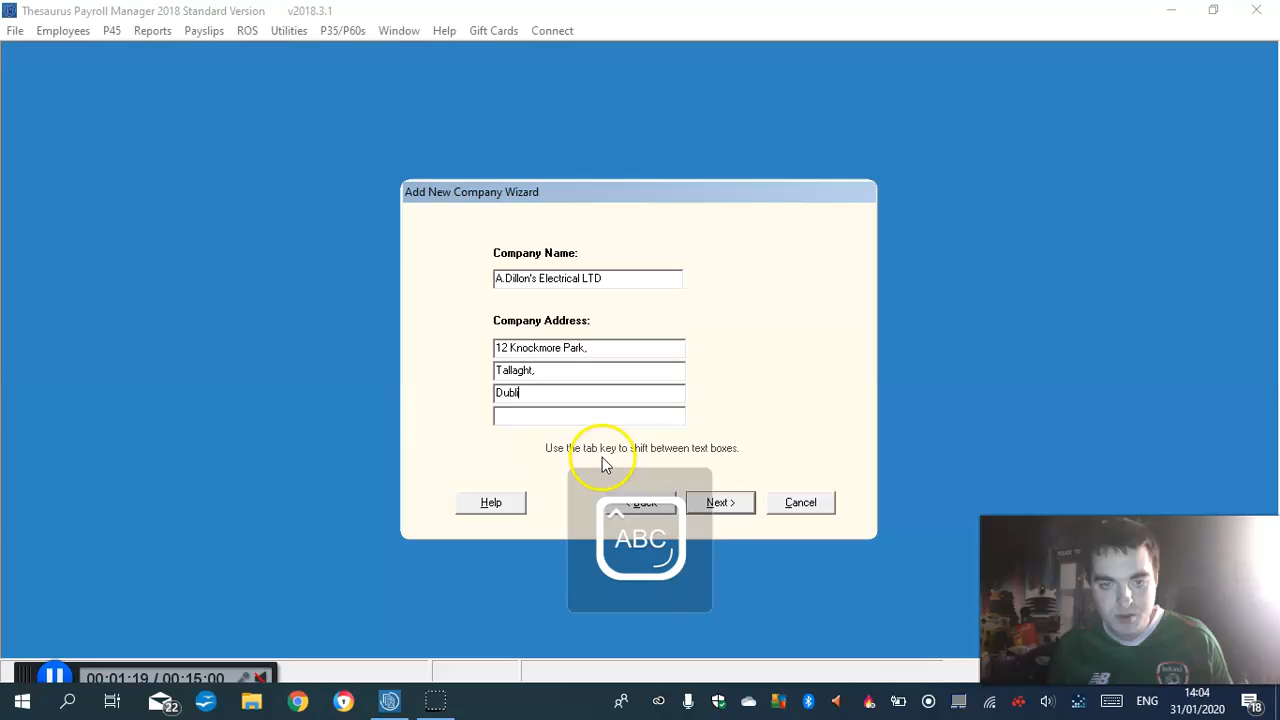 Thesaurus Payroll Manager 2018 Standard Version v2018.3.1
File Employees P45 Reports Payslips ROS Utilities P35/P60s Window Help Gift Cards Connect
Add New Company Wizard
Company Name:
A.Dillon's Electrical LTD
Company Address:
12 Knockmore Park,
Tallaght,
Dubli
Use the tab key to shift between text boxes.
Help < Back Next > Cancel
ABC
00:01:19 / 00:15:00
22 ENG 14:04
31/01/2020 18